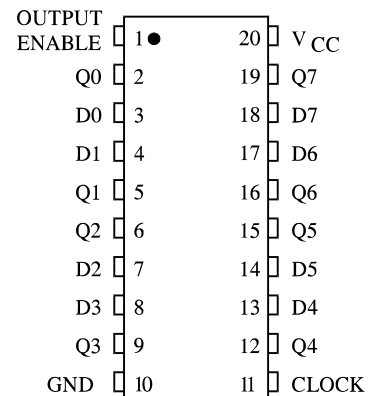 OUTPUT
ENABLE 1 20 V CC
Q0 2 19 Q7
D0 3 18 D7
D1 4 17 D6
Q1 5 16 Q6
Q2 6 15 Q5
D2 7 14 D5
D3 8 13 D4
Q3 9 12 Q4
GND 10 11 CLOCK